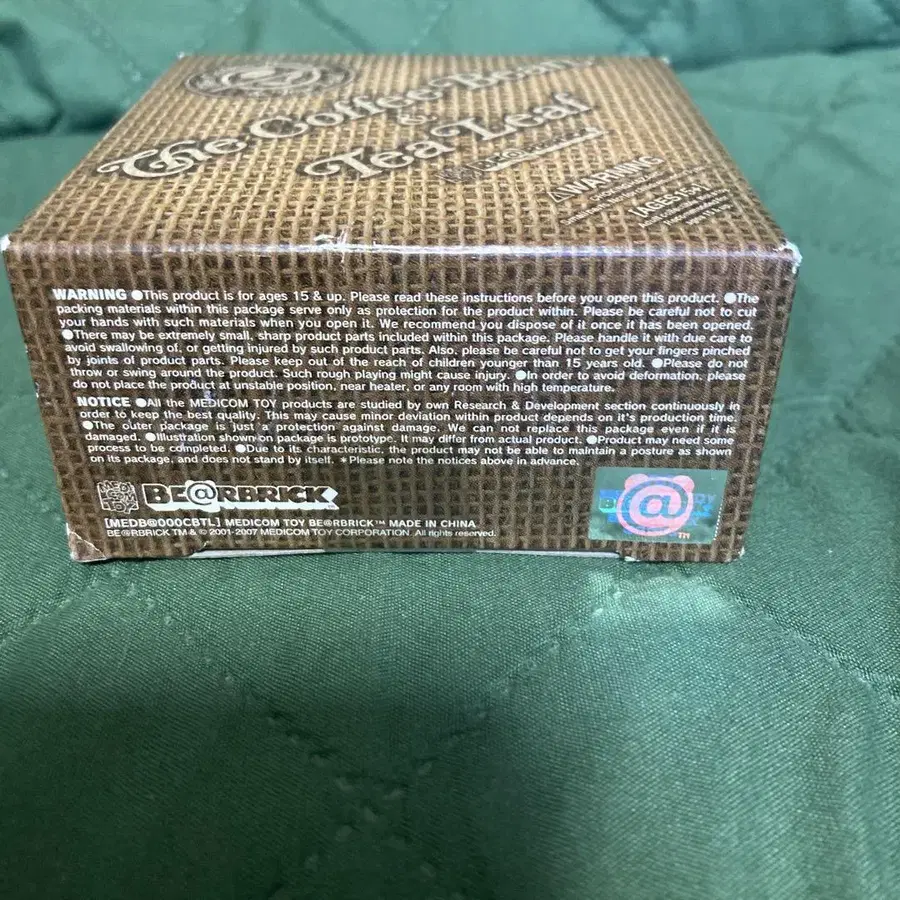 The Coffee Bean
&
Tea Leaf
WARNING
[AGES 15+]
WARNING ●This product is for ages 15 & up. Please read these instructions before you open this product. ●The
packing materials within this package serve only as protection for the product within. Please be careful not to cut
your hands with such materials when you open it. We recommend you dispose of it once it has been opened.
●There may be extremely small, sharp product parts included within this package. Please handle it with due care to
avoid swallowing of, or getting injured by such product parts. Also, please be careful not to get your fingers pinched
by joints of product parts. Please keep out of the reach of children younger than 15 years old. ●Please do not
throw or swing around the product. Such rough playing might cause injury. ●In order to avoid deformation, please
do not place the product at unstable position, near heater, or any room with high temperature.
NOTICE ●All the MEDICOM TOY products are studied by own Research & Development section continuously in
order to keep the best quality. This may cause minor deviation within product depends on it's production time.
●The outer package is just a protection against damage. We can not replace this package even if it is
damaged. ●Illustration shown on package is prototype. It may differ from actual product. ●Product may need some
process to be completed. ●Due to its characteristic, the product may not be able to maintain a posture as shown
on its package, and does not stand by itself. *Please note the notices above in advance.
MEDICOM TOY BE@RBRICK
[MEDB@000CBTL] MEDICOM TOY BE@RBRICK™ MADE IN CHINA
BE@RBRICK TM & © 2001-2007 MEDICOM TOY CORPORATION. All rights reserved.
@
TM